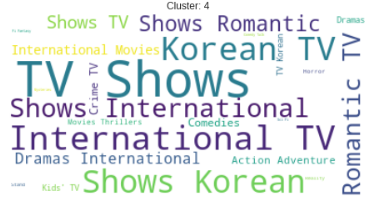 Cluster: 4
Shows TV
Shows Romantic
Dramas
International Movies
Korean TV
TV Korean
TV Shows
Crime TV
Horror
Shows International
Romantic TV
Movies Thrillers
Comedies
International TV
Dramas International
Action Adventure
Kids' TV
Shows Korean